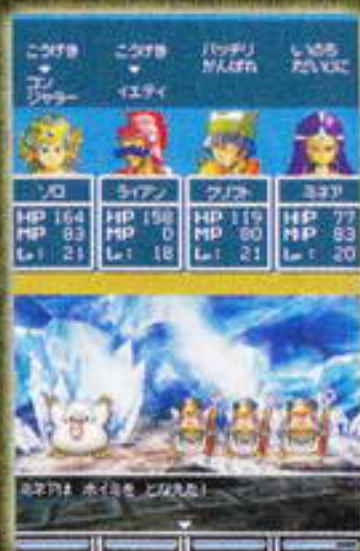 こうげき
コンジャラー
こうげき
イエティ
バッチリ
がんばれ
いのち
だいじに
ソロ
HP 164
MP 83
Lv: 21
ライアン
HP 158
MP 0
Lv: 18
クリフト
HP 119
MP 80
Lv: 21
ミネア
HP 77
MP 83
Lv: 20
ミネアは ホイミを となえた!